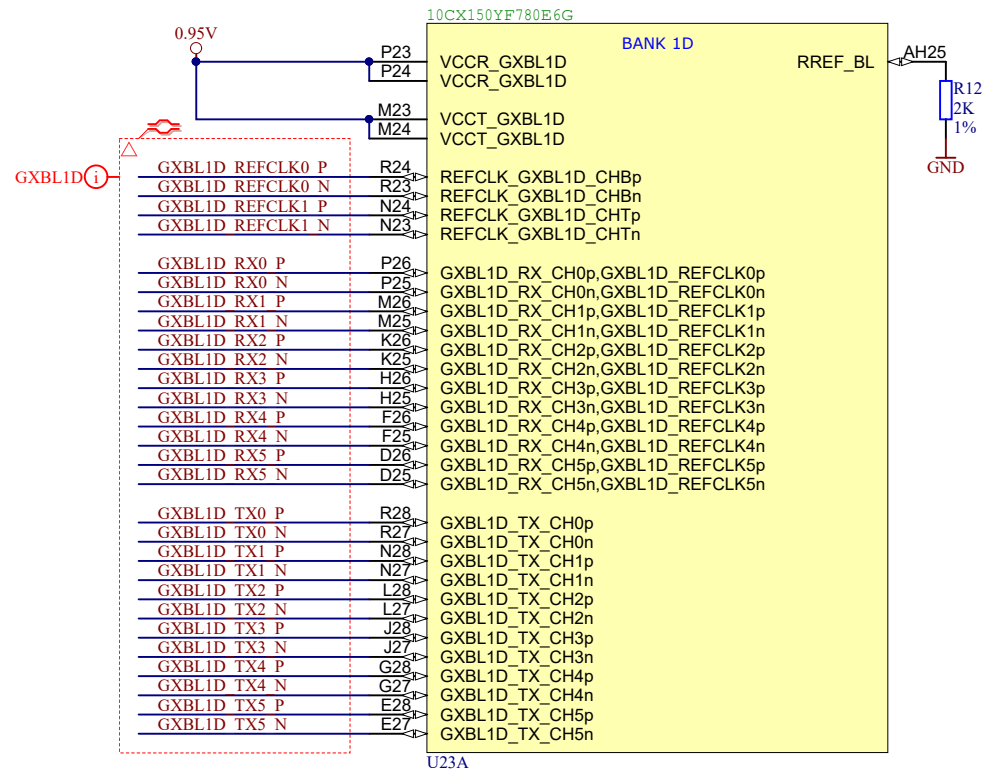 10CX150YF780E6G
0.95V
BANK 1D
P23 VCCR_GXBL1D
P24 VCCR_GXBL1D
M23 VCCT_GXBL1D
M24 VCCT_GXBL1D
RREF_BL AH25
R12
2K
1%
GND
GXBL1D i
GXBL1D_REFCLK0_P R24 REFCLK_GXBL1D_CHBp
GXBL1D_REFCLK0_N R23 REFCLK_GXBL1D_CHBn
GXBL1D_REFCLK1_P N24 REFCLK_GXBL1D_CHTp
GXBL1D_REFCLK1_N N23 REFCLK_GXBL1D_CHTn
GXBL1D_RX0_P P26 GXBL1D_RX_CH0p,GXBL1D_REFCLK0p
GXBL1D_RX0_N P25 GXBL1D_RX_CH0n,GXBL1D_REFCLK0n
GXBL1D_RX1_P M26 GXBL1D_RX_CH1p,GXBL1D_REFCLK1p
GXBL1D_RX1_N M25 GXBL1D_RX_CH1n,GXBL1D_REFCLK1n
GXBL1D_RX2_P K26 GXBL1D_RX_CH2p,GXBL1D_REFCLK2p
GXBL1D_RX2_N K25 GXBL1D_RX_CH2n,GXBL1D_REFCLK2n
GXBL1D_RX3_P H26 GXBL1D_RX_CH3p,GXBL1D_REFCLK3p
GXBL1D_RX3_N H25 GXBL1D_RX_CH3n,GXBL1D_REFCLK3n
GXBL1D_RX4_P F26 GXBL1D_RX_CH4p,GXBL1D_REFCLK4p
GXBL1D_RX4_N F25 GXBL1D_RX_CH4n,GXBL1D_REFCLK4n
GXBL1D_RX5_P D26 GXBL1D_RX_CH5p,GXBL1D_REFCLK5p
GXBL1D_RX5_N D25 GXBL1D_RX_CH5n,GXBL1D_REFCLK5n
GXBL1D_TX0_P R28 GXBL1D_TX_CH0p
GXBL1D_TX0_N R27 GXBL1D_TX_CH0n
GXBL1D_TX1_P N28 GXBL1D_TX_CH1p
GXBL1D_TX1_N N27 GXBL1D_TX_CH1n
GXBL1D_TX2_P L28 GXBL1D_TX_CH2p
GXBL1D_TX2_N L27 GXBL1D_TX_CH2n
GXBL1D_TX3_P J28 GXBL1D_TX_CH3p
GXBL1D_TX3_N J27 GXBL1D_TX_CH3n
GXBL1D_TX4_P G28 GXBL1D_TX_CH4p
GXBL1D_TX4_N G27 GXBL1D_TX_CH4n
GXBL1D_TX5_P E28 GXBL1D_TX_CH5p
GXBL1D_TX5_N E27 GXBL1D_TX_CH5n
U23A